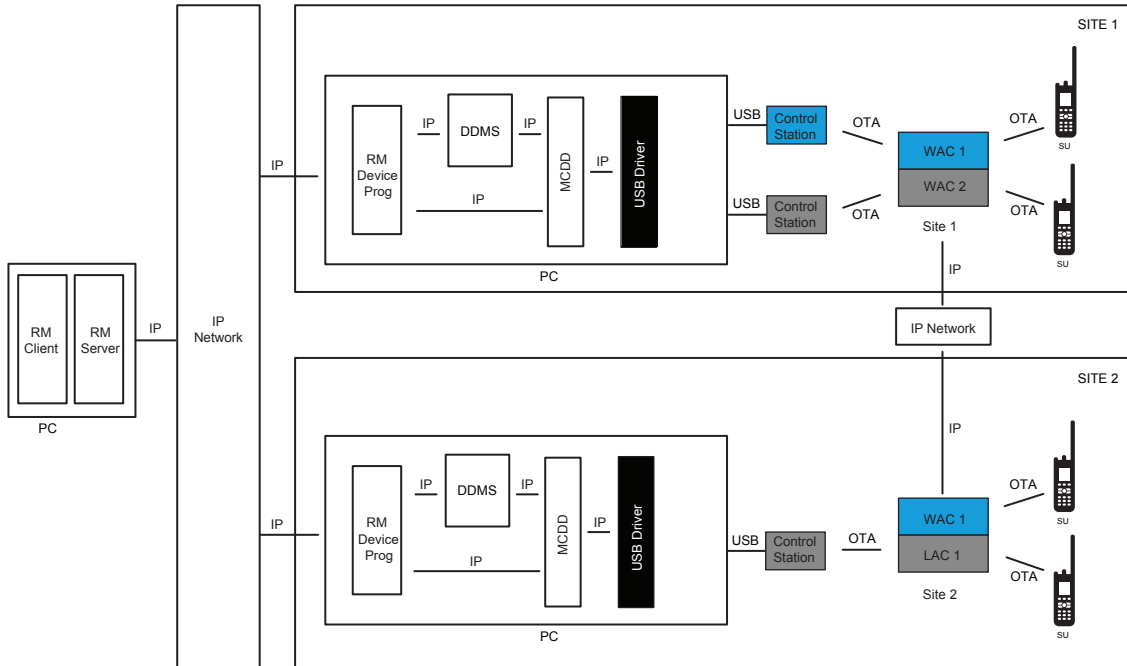 SITE 1
RM
Device
Prog
IP
DDMS
IP
IP
MCDD
IP
USB Driver
PC
USB
Control
Station
OTA
USB
Control
Station
OTA
WAC 1
WAC 2
Site 1
OTA
SU
OTA
SU
IP
IP
IP Network
RM
Client
RM
Server
PC
IP
IP
Network
IP
SITE 2
RM
Device
Prog
IP
DDMS
IP
IP
MCDD
IP
USB Driver
PC
USB
Control
Station
OTA
IP
WAC 1
LAC 1
Site 2
OTA
SU
OTA
SU